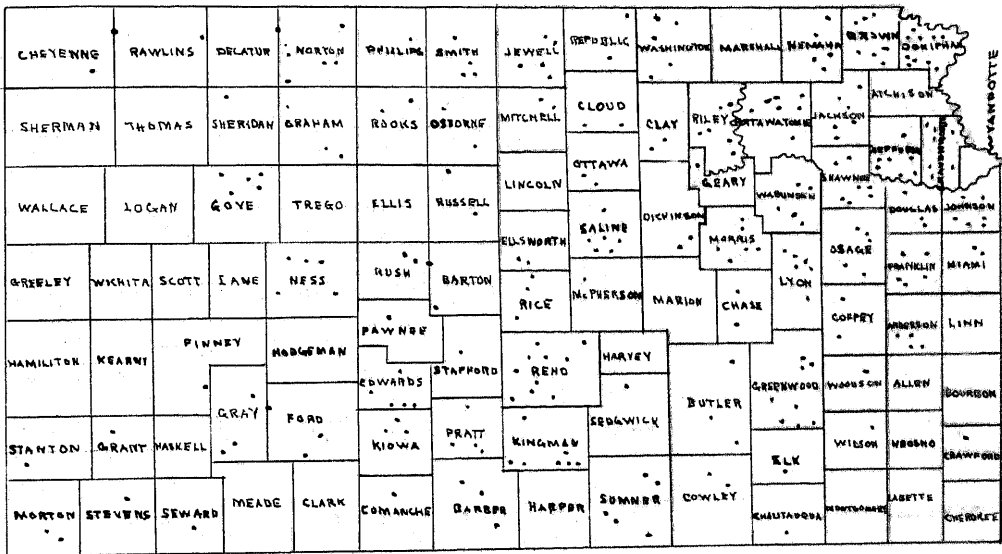 CHEYENNE RAWLINS DECATUR NORTON PHILLIPS SMITH JEWELL REPUBLIC WASHINGTON MARSHALL NEMAHA BROWN DONIPHAN
WYANDOTTE
ATCHISON
SHERMAN THOMAS SHERIDAN GRAHAM ROOKS OSBORNE MITCHELL CLOUD CLAY RILEY POTTAWATOMIE JACKSON
JEFFERSON
OTTAWA
LINCOLN GEARY WABUNSEE SHAWNEE
WALLACE LOGAN GOVE TREGO ELLIS RUSSELL DICKINSON DOUGLAS JOHNSON
ELLSWORTH SALINE MORRIS OSAGE
GREELEY WICHITA SCOTT LANE NESS RUSH BARTON RICE McPHERSON MARION CHASE LYON FRANKLIN MIAMI
COFFEY ANDERSON LINN
HAMILTON KEARNY FINNEY HODGEMAN PAWNEE STAFFORD RENO HARVEY
EDWARDS BUTLER GREENWOOD WOODSON ALLEN BOURBON
GRAY FORD SEDGWICK
STANTON GRANT HASKELL KIOWA PRATT KINGMAN ELK WILSON NEOSHO CRAWFORD
MORTON STEVENS SEWARD MEADE CLARK COMANCHE BARBER HARPER SUMNER COWLEY CHAUTAUQUA MONTGOMERY LABETTE CHEROKEE